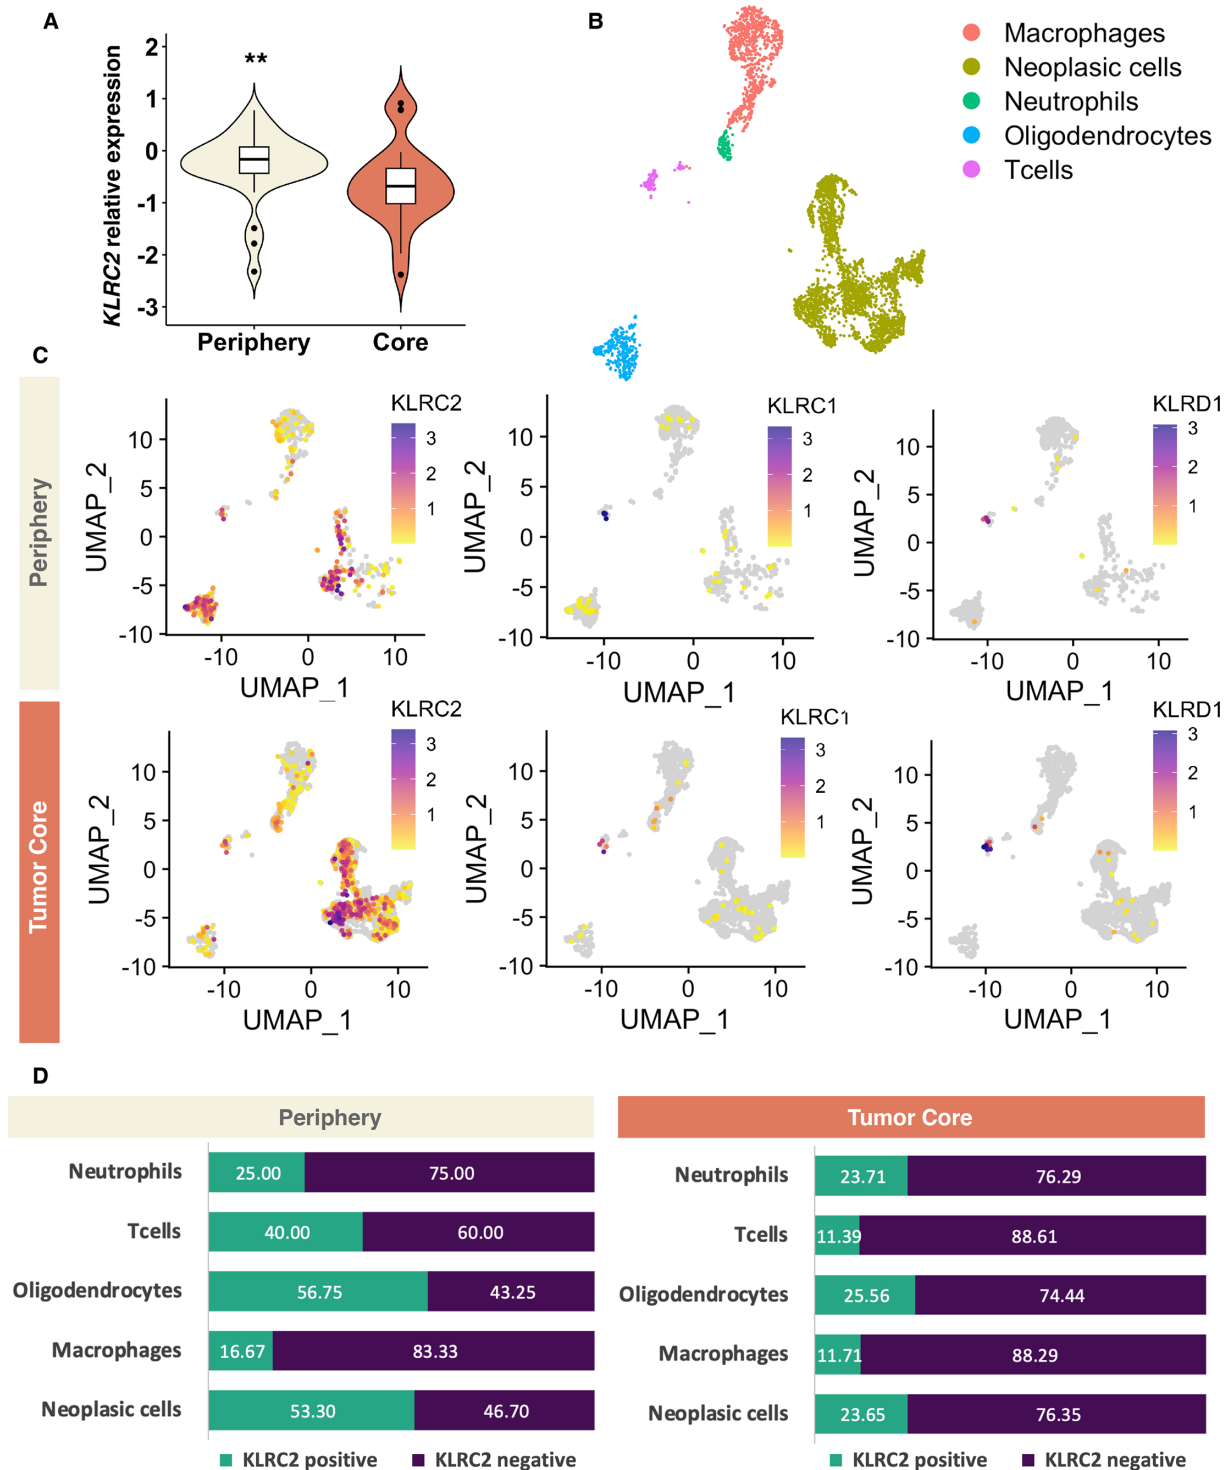 A
B
KLRC2 relative expression
2
1
0
-1
-2
-3
**
Periphery
Core
Macrophages
Neoplasic cells
Neutrophils
Oligodendrocytes
Tcells
C
Periphery
KLRC2
3
2
1
UMAP_2
10
5
0
-5
-10
-10
0
10
UMAP_1
KLRC1
3
2
1
UMAP_2
10
5
0
-5
-10
-10
0
10
UMAP_1
KLRD1
3
2
1
UMAP_2
10
5
0
-5
-10
-10
0
10
UMAP_1
Tumor Core
KLRC2
3
2
1
UMAP_2
10
5
0
-5
-10
-10
0
10
UMAP_1
KLRC1
3
2
1
UMAP_2
10
5
0
-5
-10
-10
0
10
UMAP_1
KLRD1
3
2
1
UMAP_2
10
5
0
-5
-10
-10
0
10
UMAP_1
D
Periphery
Neutrophils 25.00 75.00
Tcells 40.00 60.00
Oligodendrocytes 56.75 43.25
Macrophages 16.67 83.33
Neoplasic cells 53.30 46.70
KLRC2 positive KLRC2 negative
Tumor Core
Neutrophils 23.71 76.29
Tcells 11.39 88.61
Oligodendrocytes 25.56 74.44
Macrophages 11.71 88.29
Neoplasic cells 23.65 76.35
KLRC2 positive KLRC2 negative